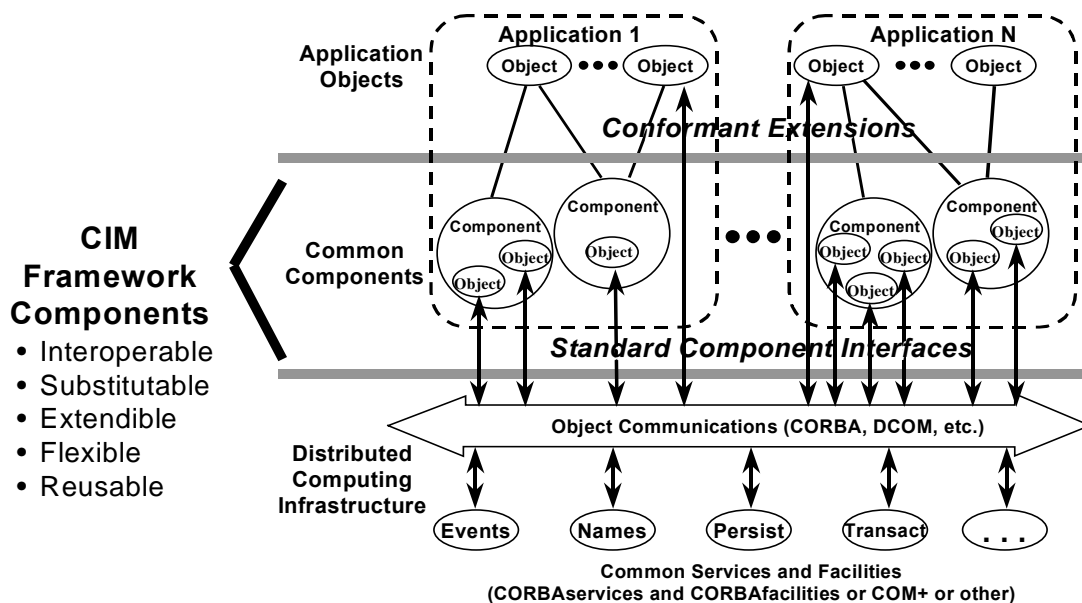 Application 1
Application N
Application
Objects
Object
•••
Object
Object
•••
Object
Conformant Extensions
CIM
Framework
Components
• Interoperable
• Substitutable
• Extendible
• Flexible
• Reusable
Common
Components
Component
Object
Object
Component
Object
•••
Component
Object
Object
Object
Component
Object
Object
Standard Component Interfaces
Object Communications (CORBA, DCOM, etc.)
Distributed
Computing
Infrastructure
Events
Names
Persist
Transact
. . .
Common Services and Facilities
(CORBAservices and CORBAfacilities or COM+ or other)